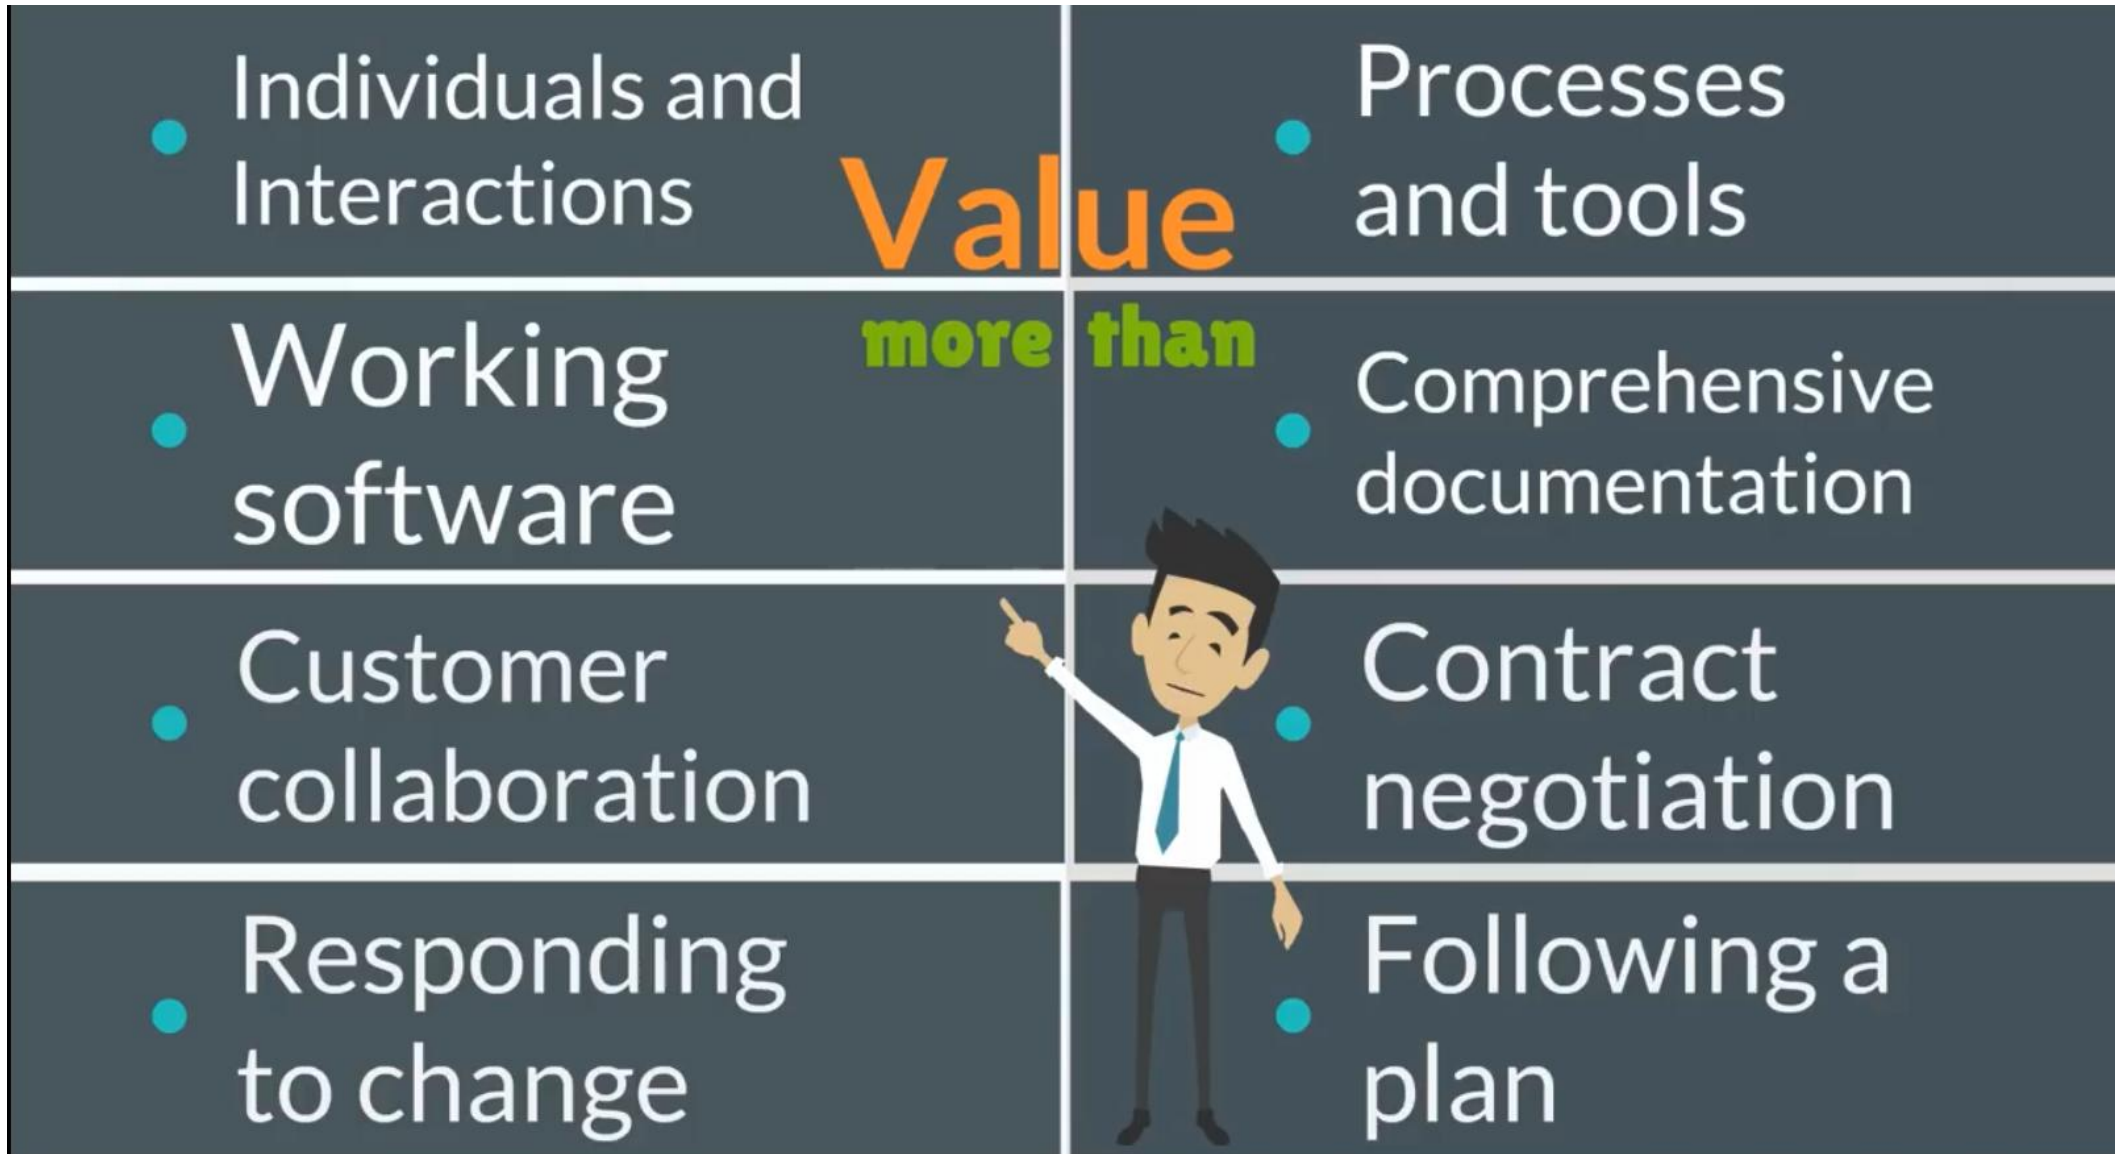 Individuals and
Interactions
Value
more than
Processes
and tools
Working
software
Comprehensive
documentation
Customer
collaboration
Contract
negotiation
Responding
to change
Following a
plan